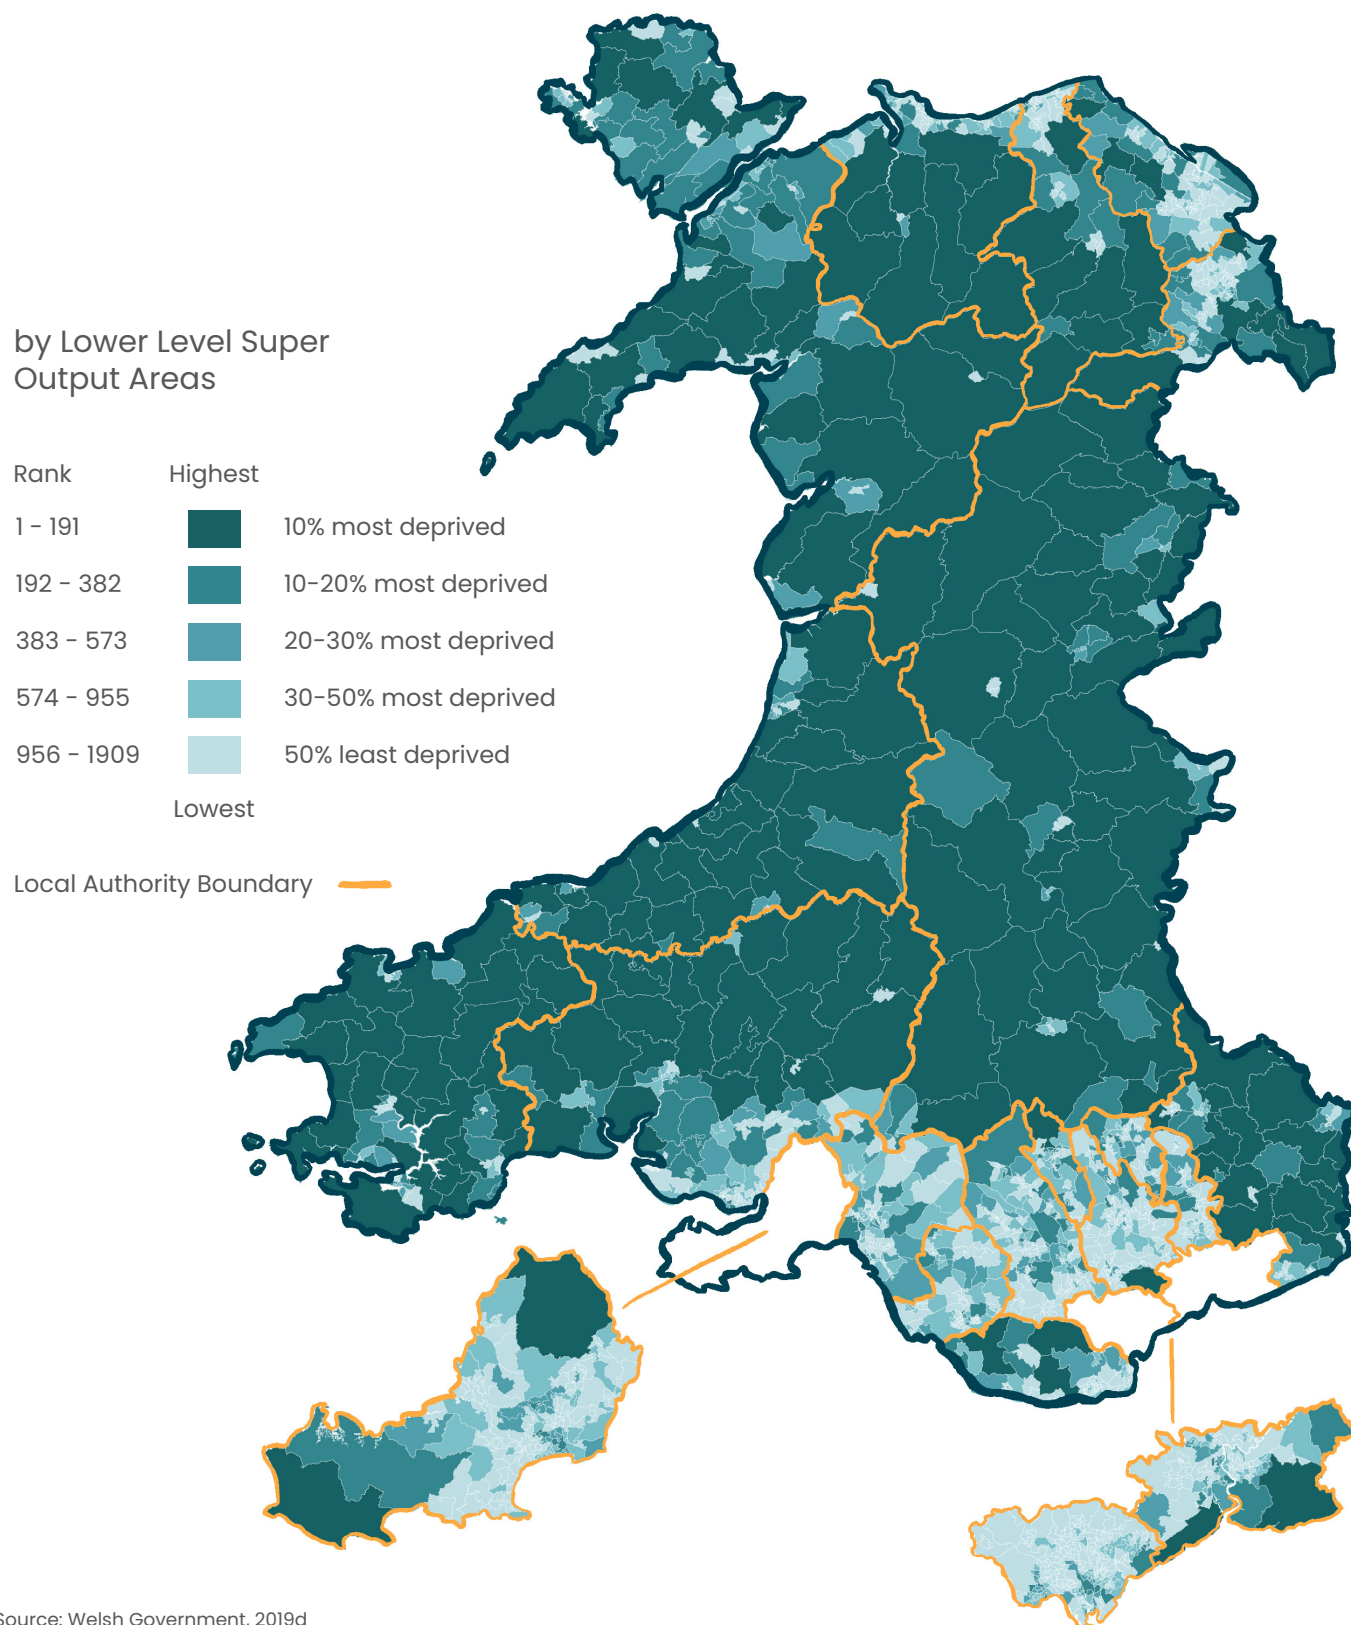 by Lower Level Super
Output Areas
Rank Highest
1 - 191 10% most deprived
192 - 382 10-20% most deprived
383 - 573 20-30% most deprived
574 - 955 30-50% most deprived
956 - 1909 50% least deprived
Lowest
Local Authority Boundary
Source: Welsh Government, 2019d